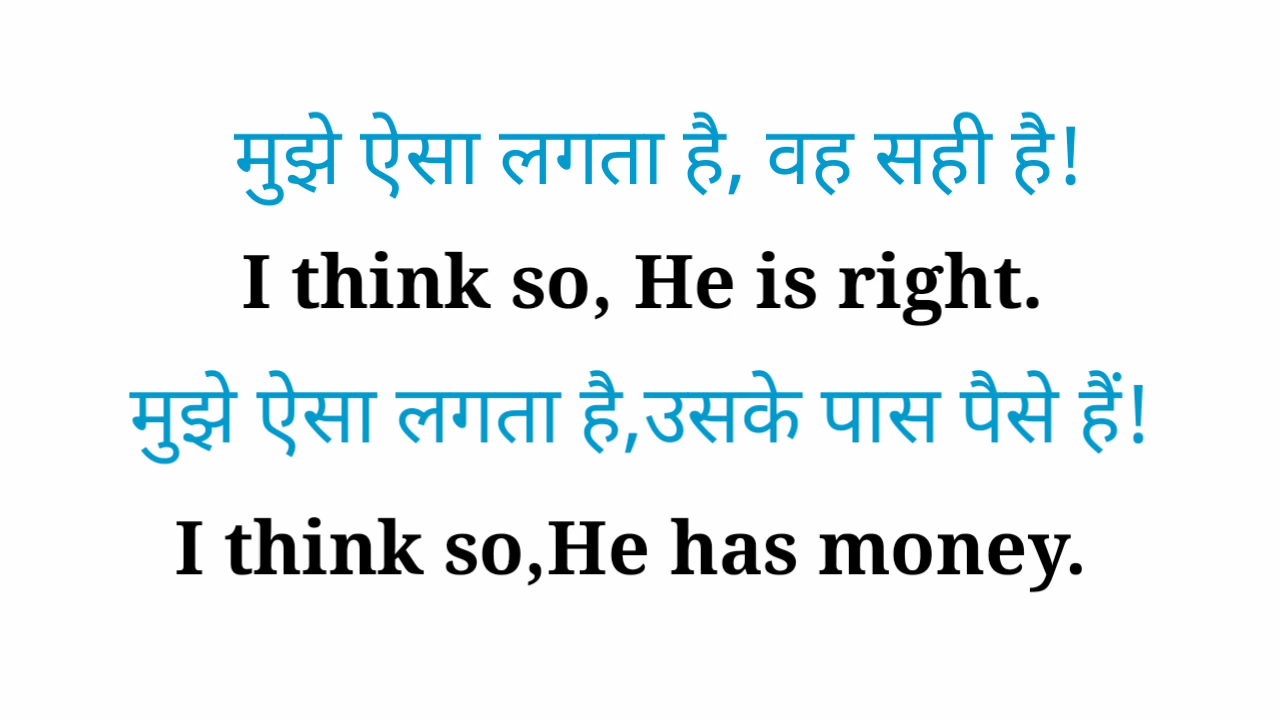 मुझे ऐसा लगता है, वह सही है!
I think so, He is right.
मुझे ऐसा लगता है,उसके पास पैसे हैं!
I think so,He has money.